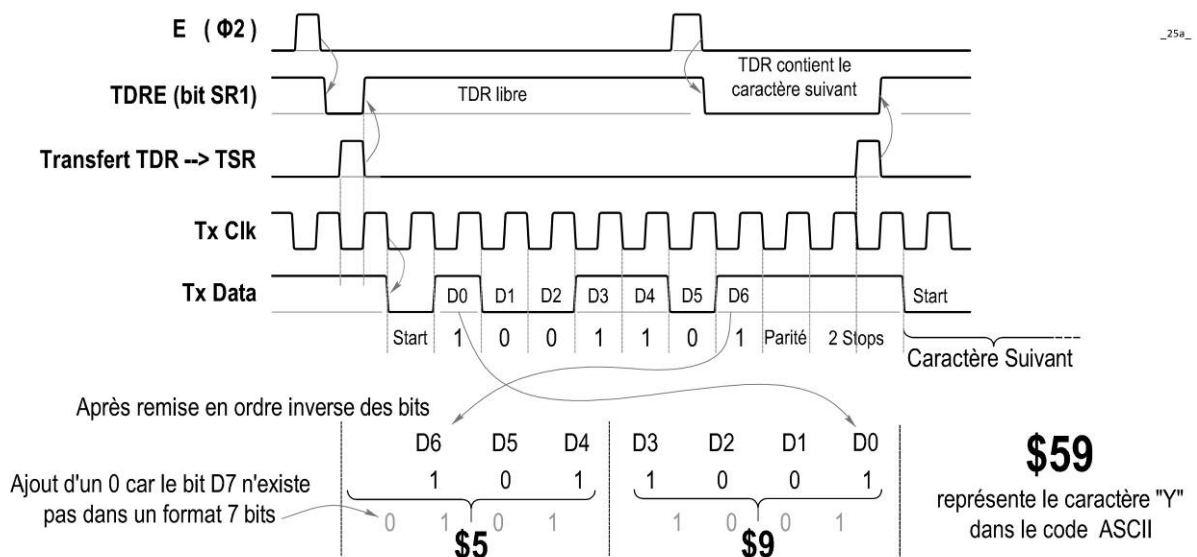 E ( Φ2)
_25a_
TDRE (bit SR1)
TDR libre
TDR contient le
caractère suivant
Transfert TDR --> TSR
Tx Clk
Tx Data
D0 D1 D2 D3 D4 D5 D6
Start
Start 1 0 0 1 1 0 1 Parité 2 Stops
Caractère Suivant
Après remise en ordre inverse des bits
D6 D5 D4 D3 D2 D1 D0
1 0 1 1 0 0 1
Ajout d'un 0 car le bit D7 n'existe
pas dans un format 7 bits
0 1 0 1 1 0 0 1
$5 $9
$59
représente le caractère "Y"
dans le code ASCII